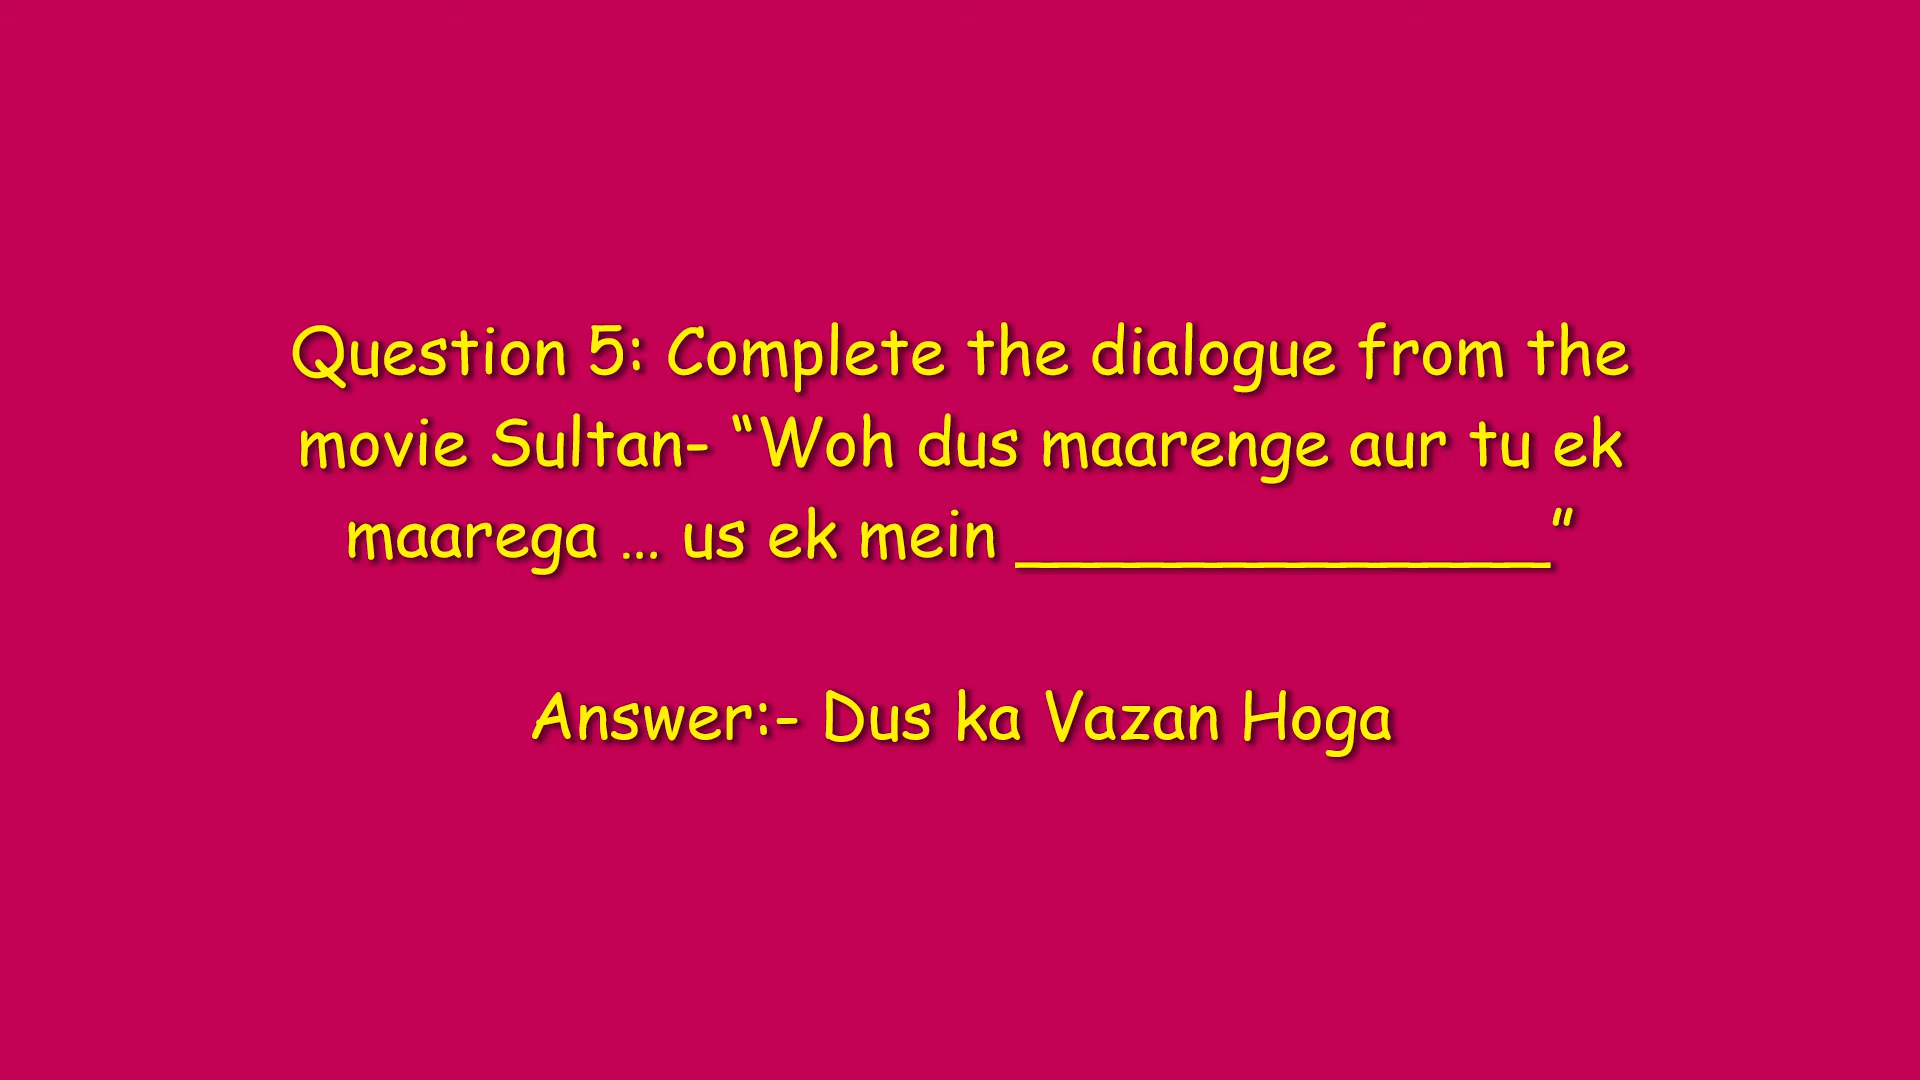 Question 5: Complete the dialogue from the
movie Sultan- “Woh dus maarenge aur tu ek
maarega … us ek mein ______________”
Answer:- Dus ka Vazan Hoga